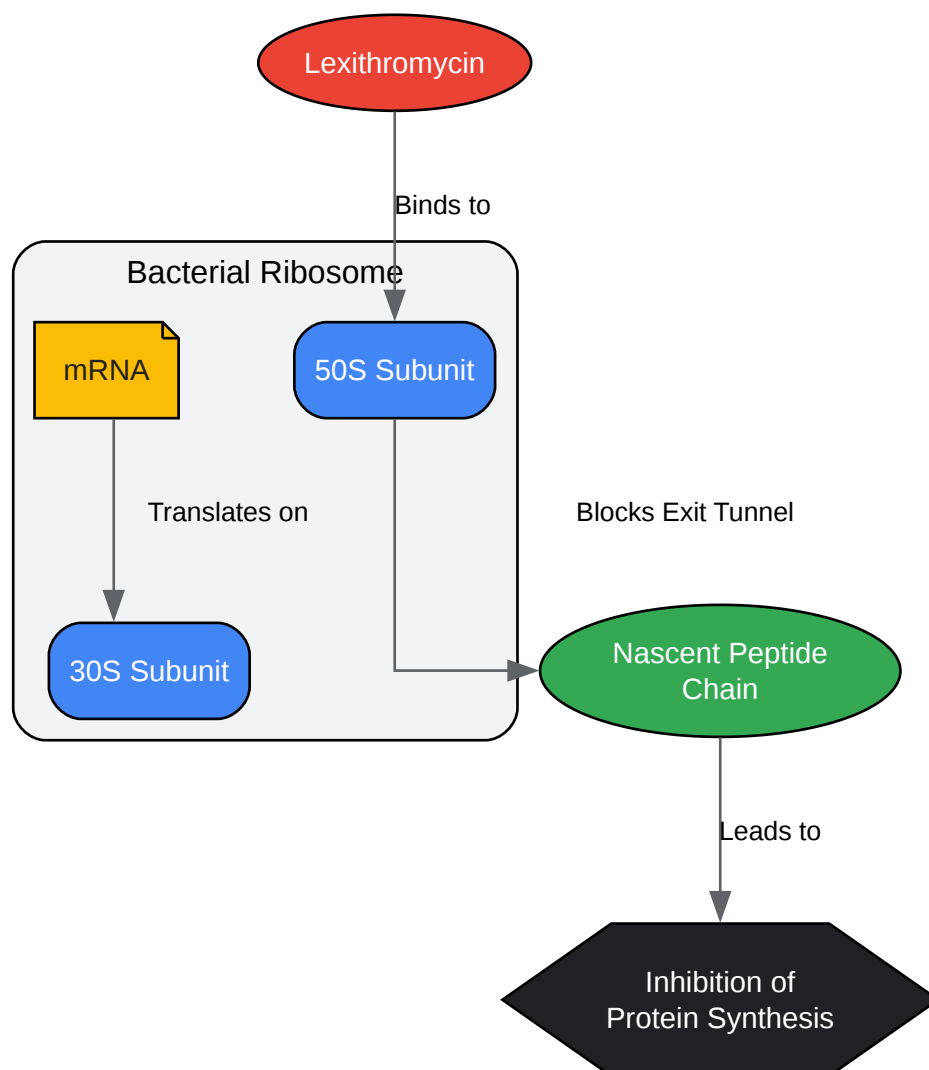 Lexithromycin
Binds to
Bacterial Ribosome
mRNA
50S Subunit
Translates on
Blocks Exit Tunnel
30S Subunit
Nascent Peptide
Chain
Leads to
Inhibition of
Protein Synthesis